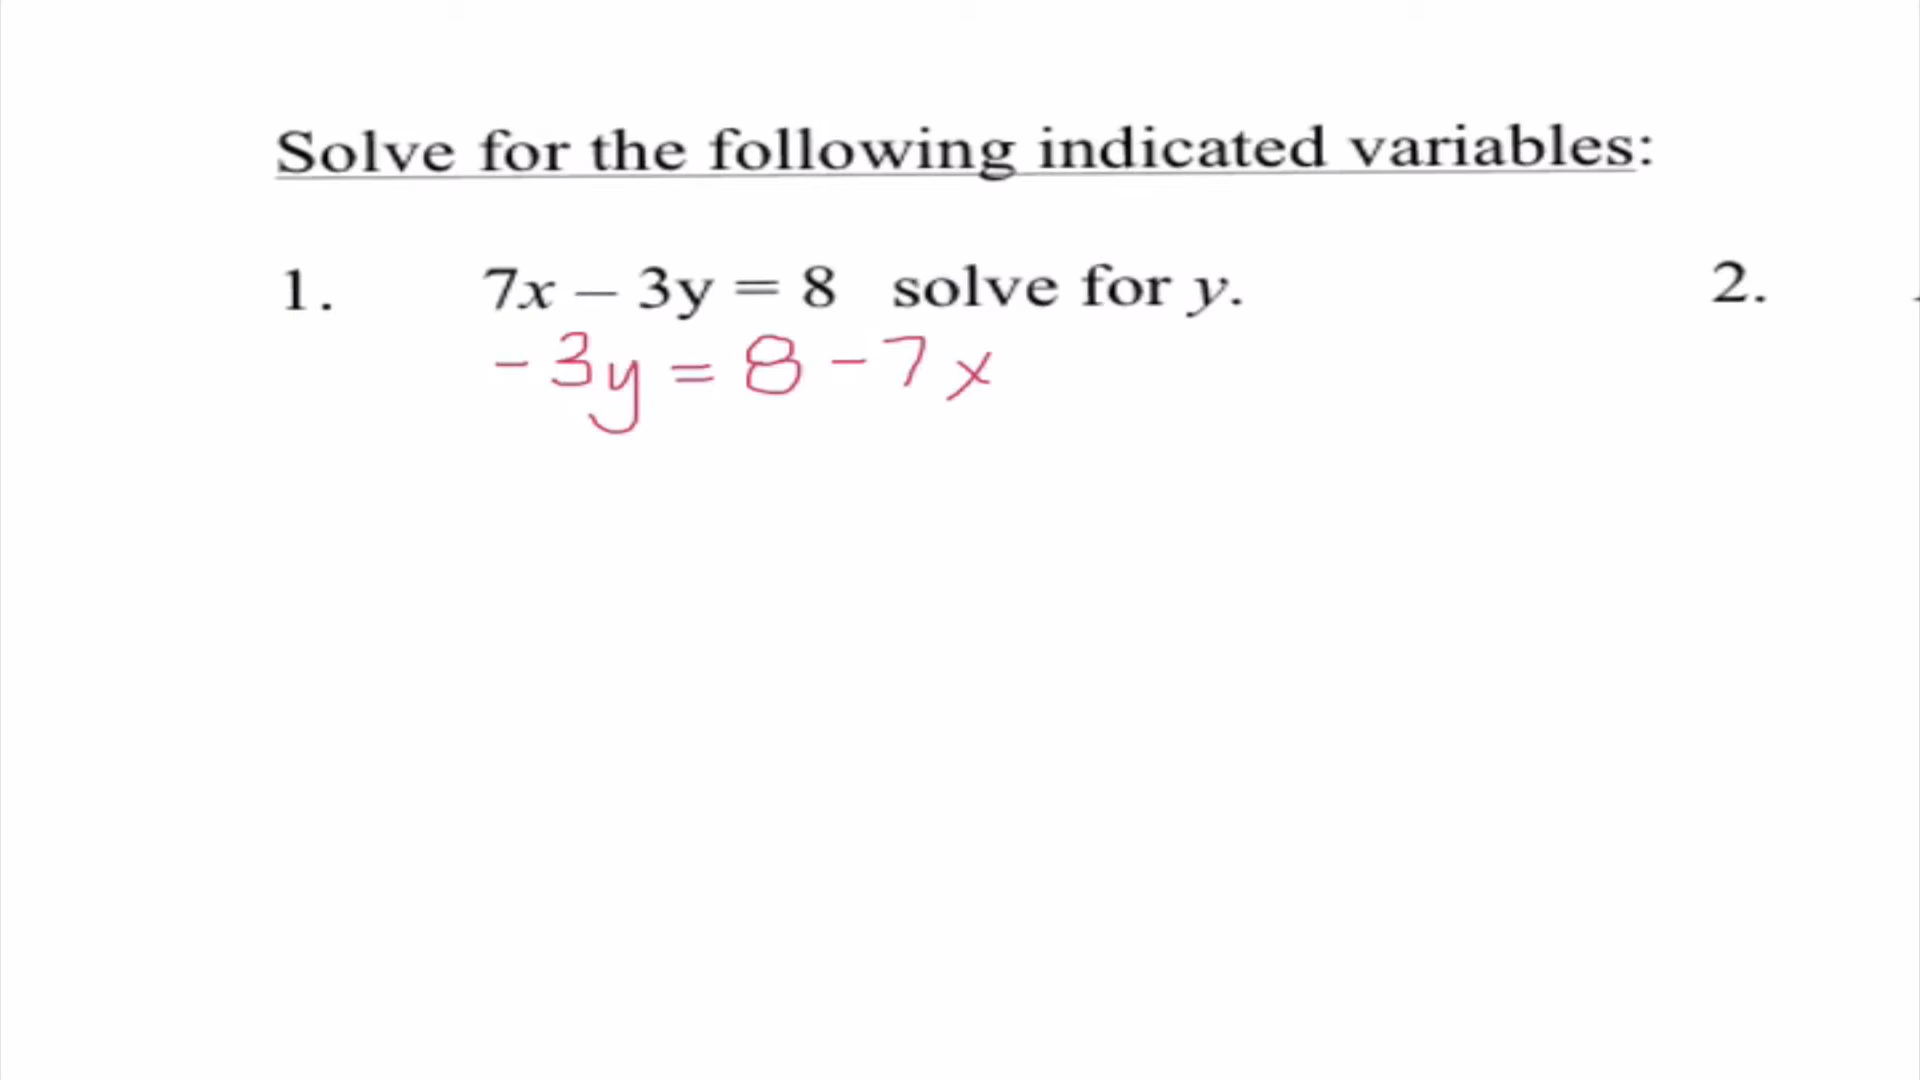 Solve for the following indicated variables:
1. 7x – 3y = 8 solve for y. 2.
- 3y = 8 - 7x